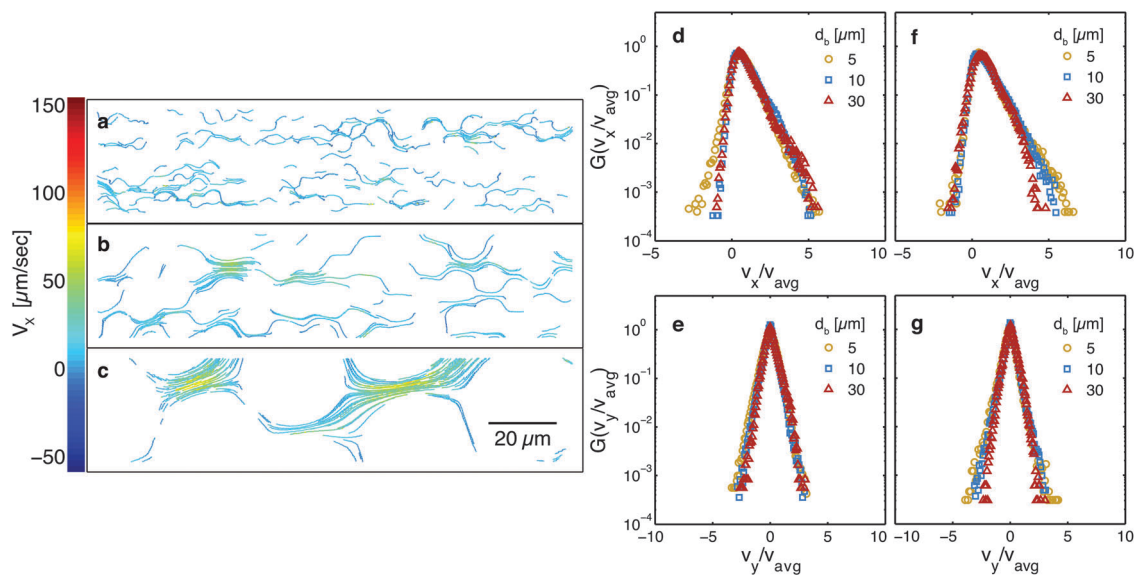 150
100
50
0
−50
V_x [µm/sec]
a
b
c
20 µm
d
d_b [µm]
5
10
30
10^0
10^-1
10^-2
10^-3
10^-4
G(v_x/v_avg)
−5 0 5 10
v_x/v_avg
f
d_b [µm]
5
10
30
−5 0 5 10
v_x/v_avg
e
d_b [µm]
5
10
30
10^0
10^-1
10^-2
10^-3
10^-4
G(v_y/v_avg)
−10 −5 0 5 10
v_y/v_avg
g
d_b [µm]
5
10
30
−5 0 5 10
v_y/v_avg